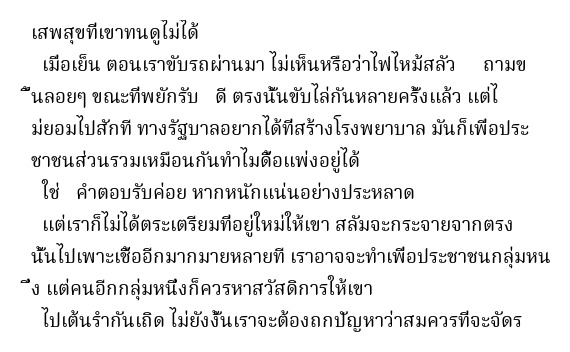 เสพสุขที่เขาทนดูไม่ได้
เมื่อเย็น ตอนเราขับรถผ่านมา ไม่เห็นหรือว่าไฟไหม้สลัว ถามข
ึ้นลอยๆ ขณะที่พยักรับ ดี ตรงนั้นขับไล่กันหลายครั้งแล้ว แต่ไ
ม่ยอมไปสักที ทางรัฐบาลอยากได้ที่สร้างโรงพยาบาล มันก็เพื่อประ
ชาชนส่วนรวมเหมือนกันทำไมดื้อแพ่งอยู่ได้
ใช่ คำตอบรับค่อย หากหนักแน่นอย่างประหลาด
แต่เราก็ไม่ได้ตระเตรียมที่อยู่ใหม่ให้เขา สลัมจะกระจายจากตรง
นั้นไปเพาะเชื้ออีกมากมายหลายที่ เราอาจจะทำเพื่อประชาชนกลุ่มหน
ึ่ง แต่คนอีกกลุ่มหนึ่งก็ควรหาสวัสดิการให้เขา
ไปเต้นรำกันเถิด ไม่ยังงั้นเราจะต้องถกปัญหาว่าสมควรที่จะจัดร